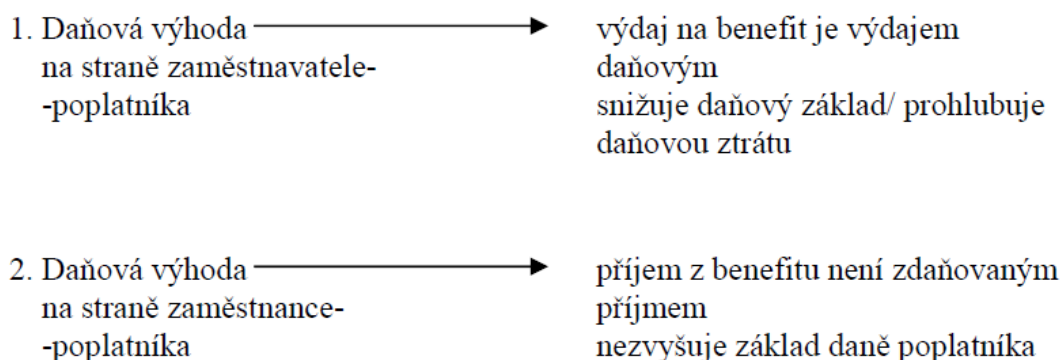 1. Daňová výhoda
na straně zaměstnavatele-
-poplatníka
výdaj na benefit je výdajem
daňovým
snižuje daňový základ/ prohlubuje
daňovou ztrátu
2. Daňová výhoda
na straně zaměstnance-
-poplatníka
příjem z benefitu není zdaňovaným
příjmem
nezvyšuje základ daně poplatníka